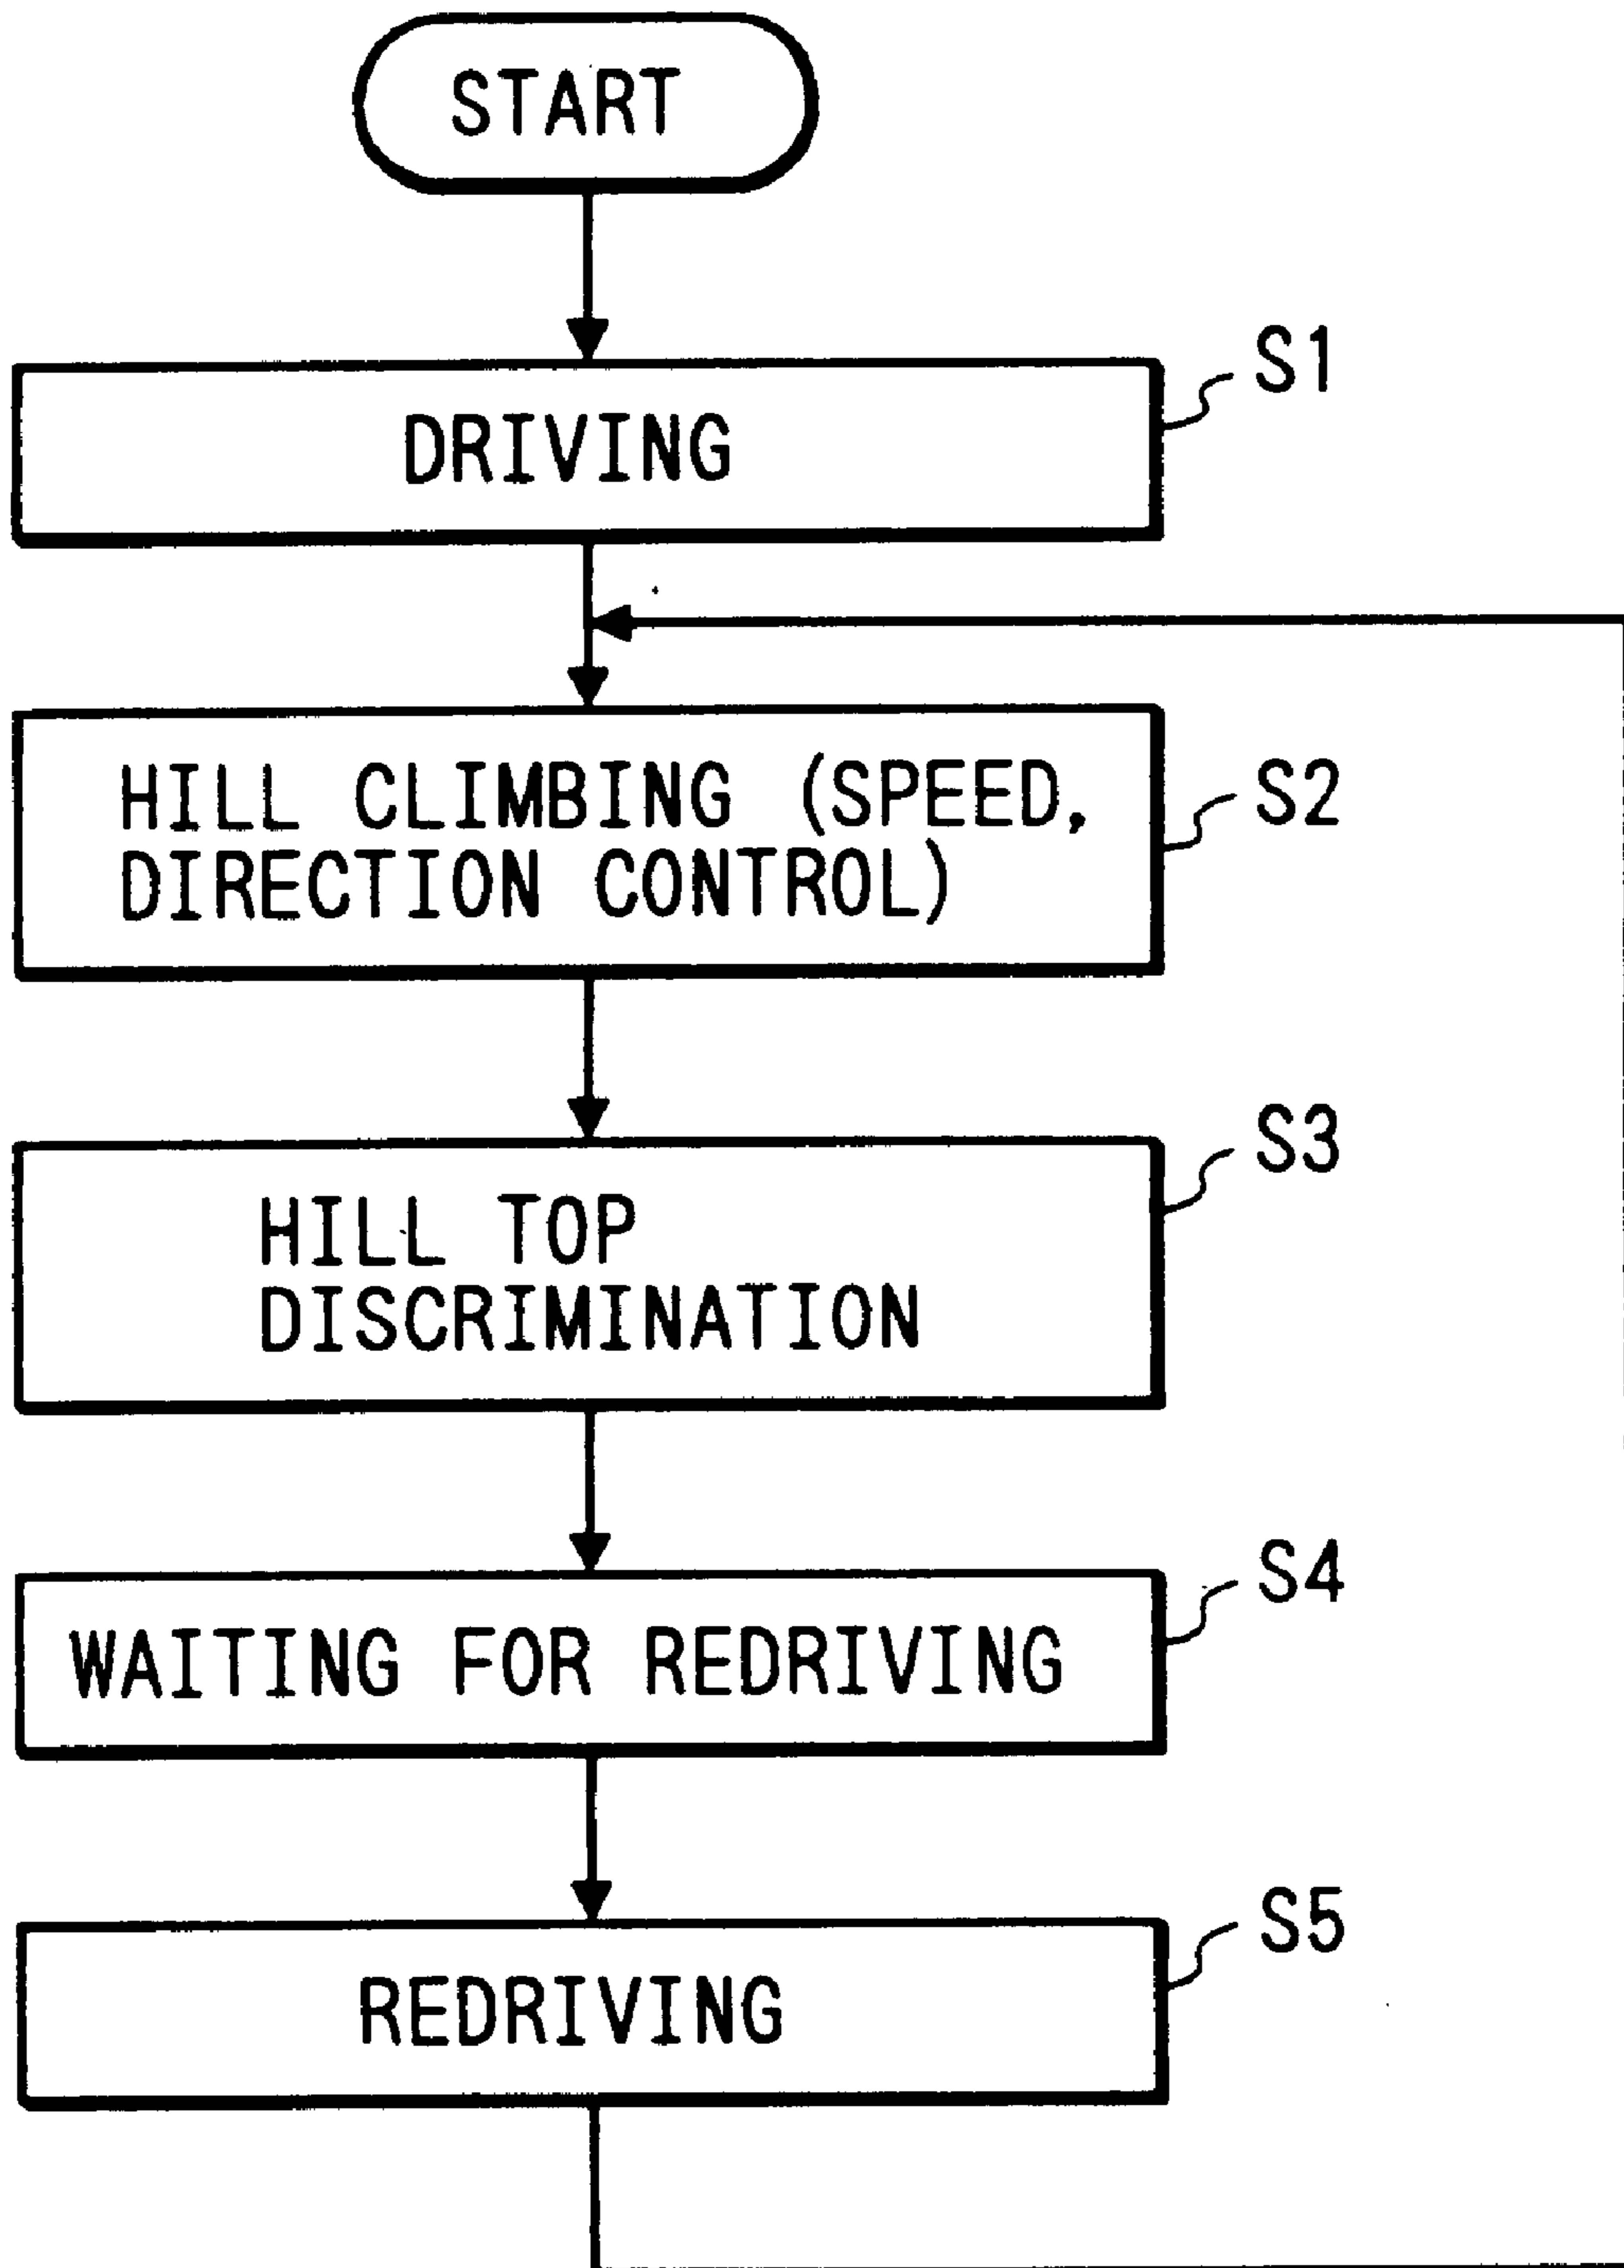 START
DRIVING
S1
HILL CLIMBING (SPEED,
DIRECTION CONTROL)
S2
HILL TOP
DISCRIMINATION
S3
WAITING FOR REDRIVING
S4
REDRIVING
S5